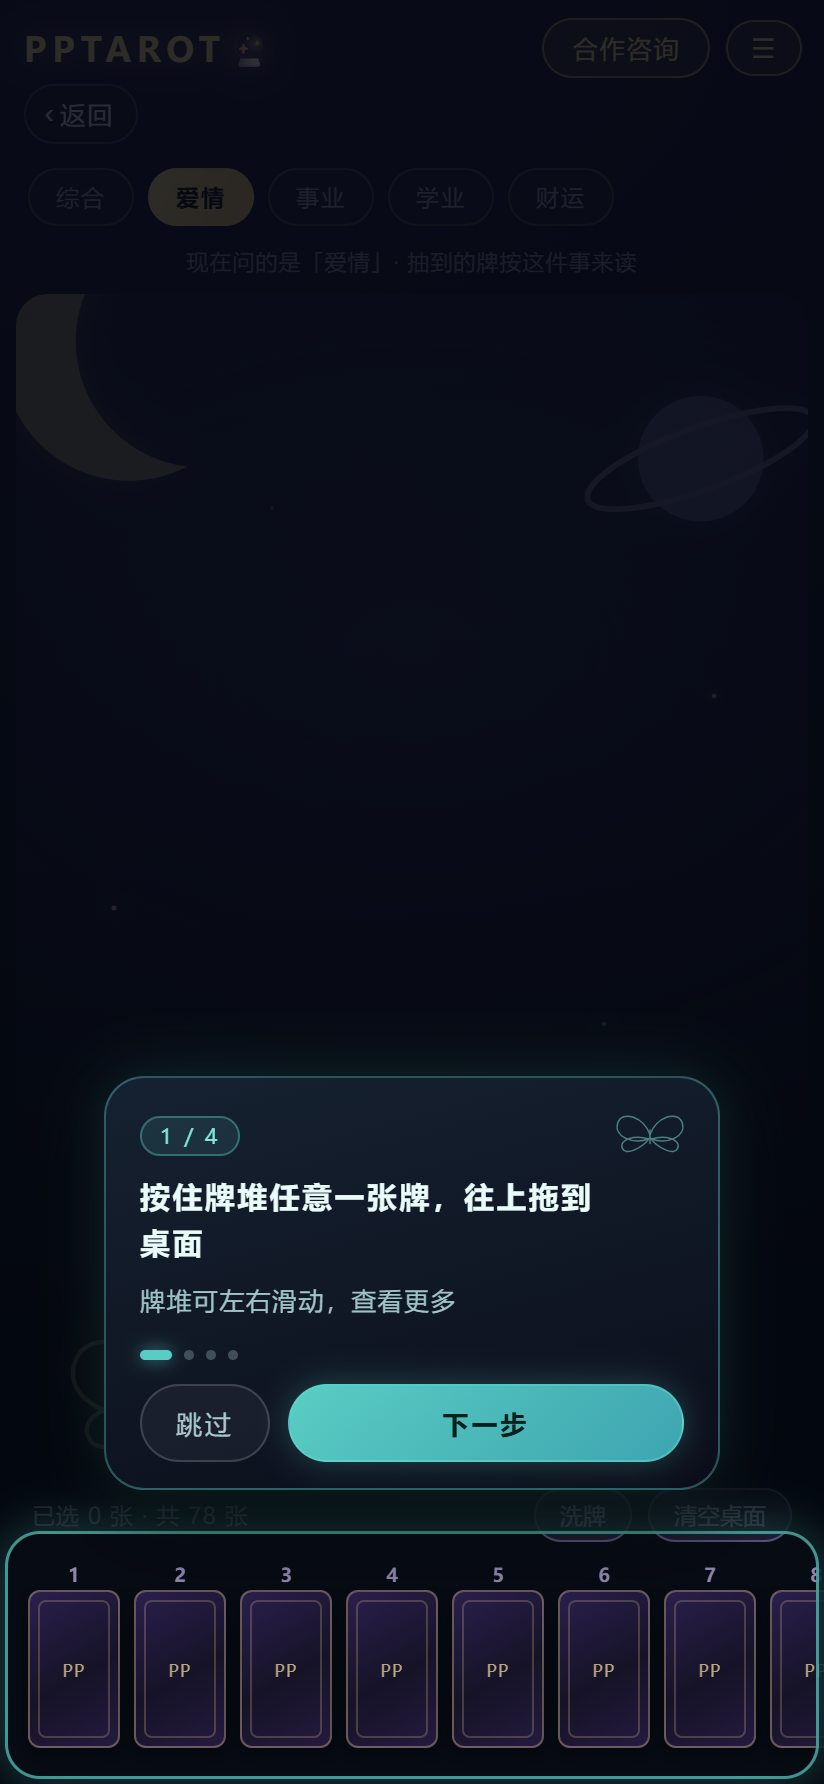 PPTAROT
合作咨询
☰
‹ 返回
综合
爱情
事业
学业
财运
现在问的是「爱情」· 抽到的牌按这件事来读
1 / 4
按住牌堆任意一张牌，往上拖到
桌面
牌堆可左右滑动，查看更多
跳过
下一步
已选 0 张 · 共 78 张
洗牌
清空桌面
1 2 3 4 5 6 7 8
PP PP PP PP PP PP PP P